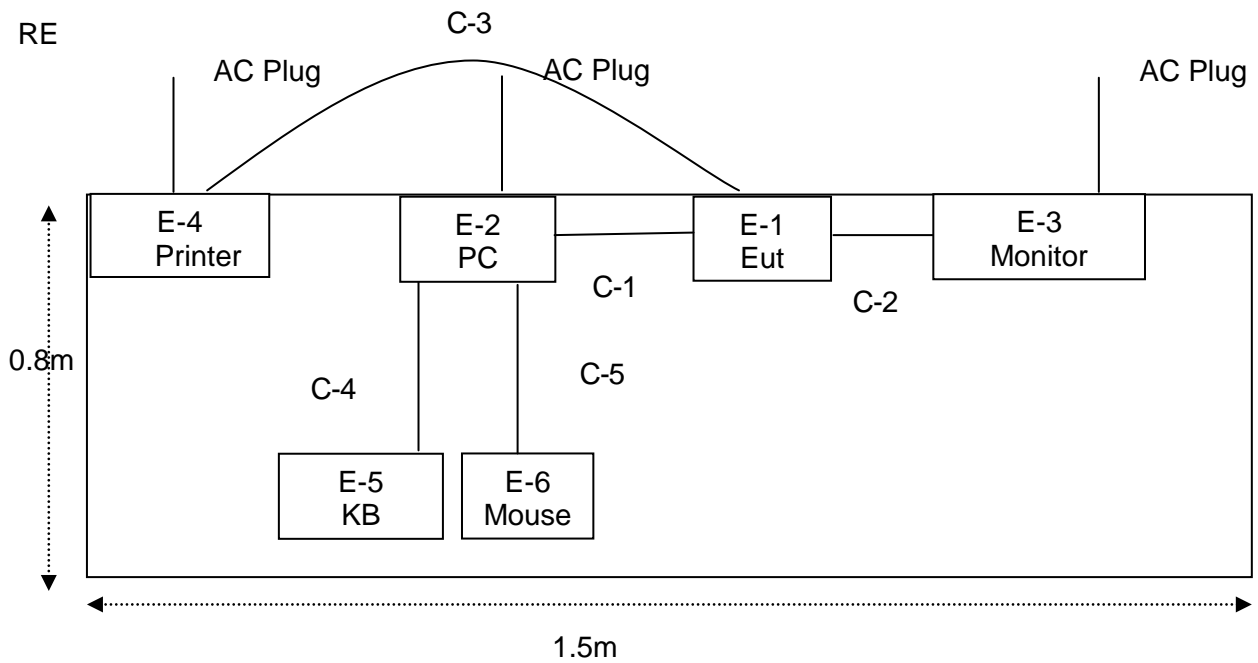 C-3
RE
AC Plug
AC Plug
AC Plug
E-4
Printer
E-2
PC
E-1
Eut
E-3
Monitor
C-1
C-2
0.8m
C-4
C-5
E-5
KB
E-6
Mouse
1.5m